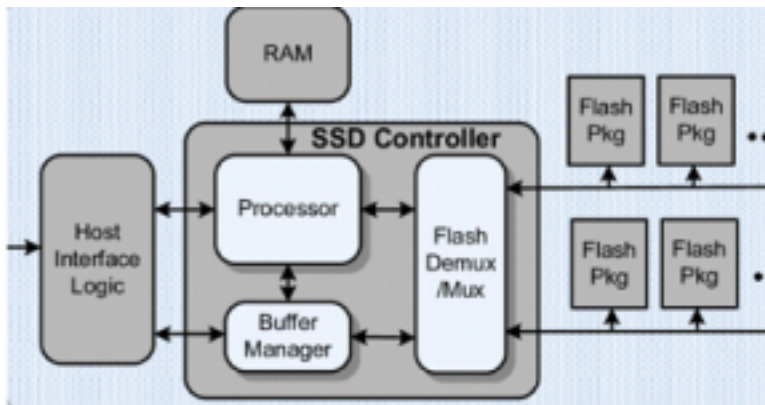 RAM
SSD Controller
Flash
Pkg
Flash
Pkg
Processor
Host
Interface
Logic
Flash
Demux
/Mux
Flash
Pkg
Flash
Pkg
Buffer
Manager